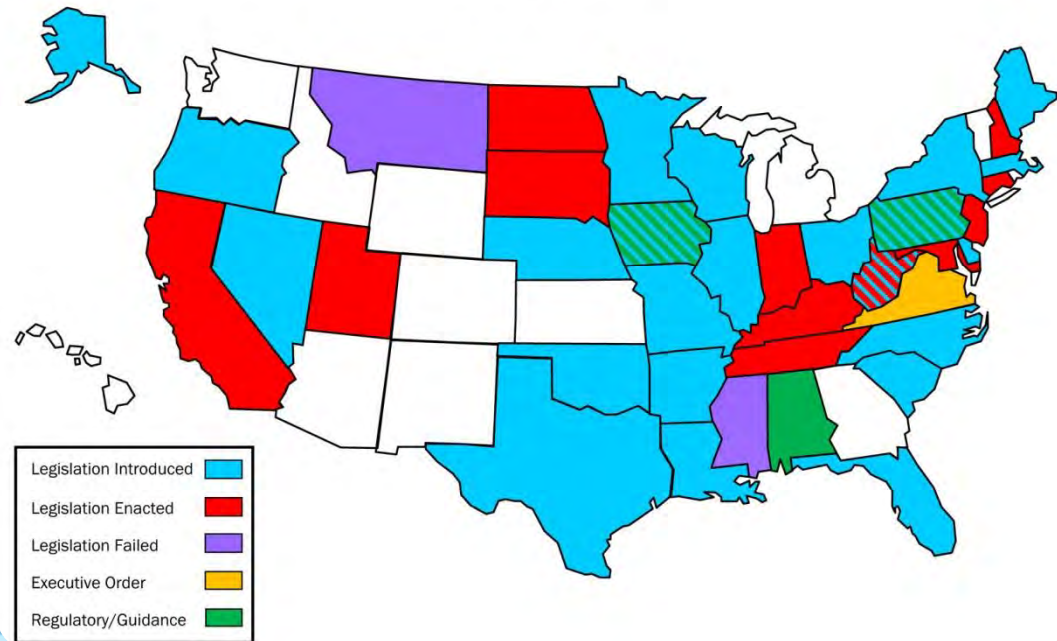 Legislation Introduced
Legislation Enacted
Legislation Failed
Executive Order
Regulatory/Guidance